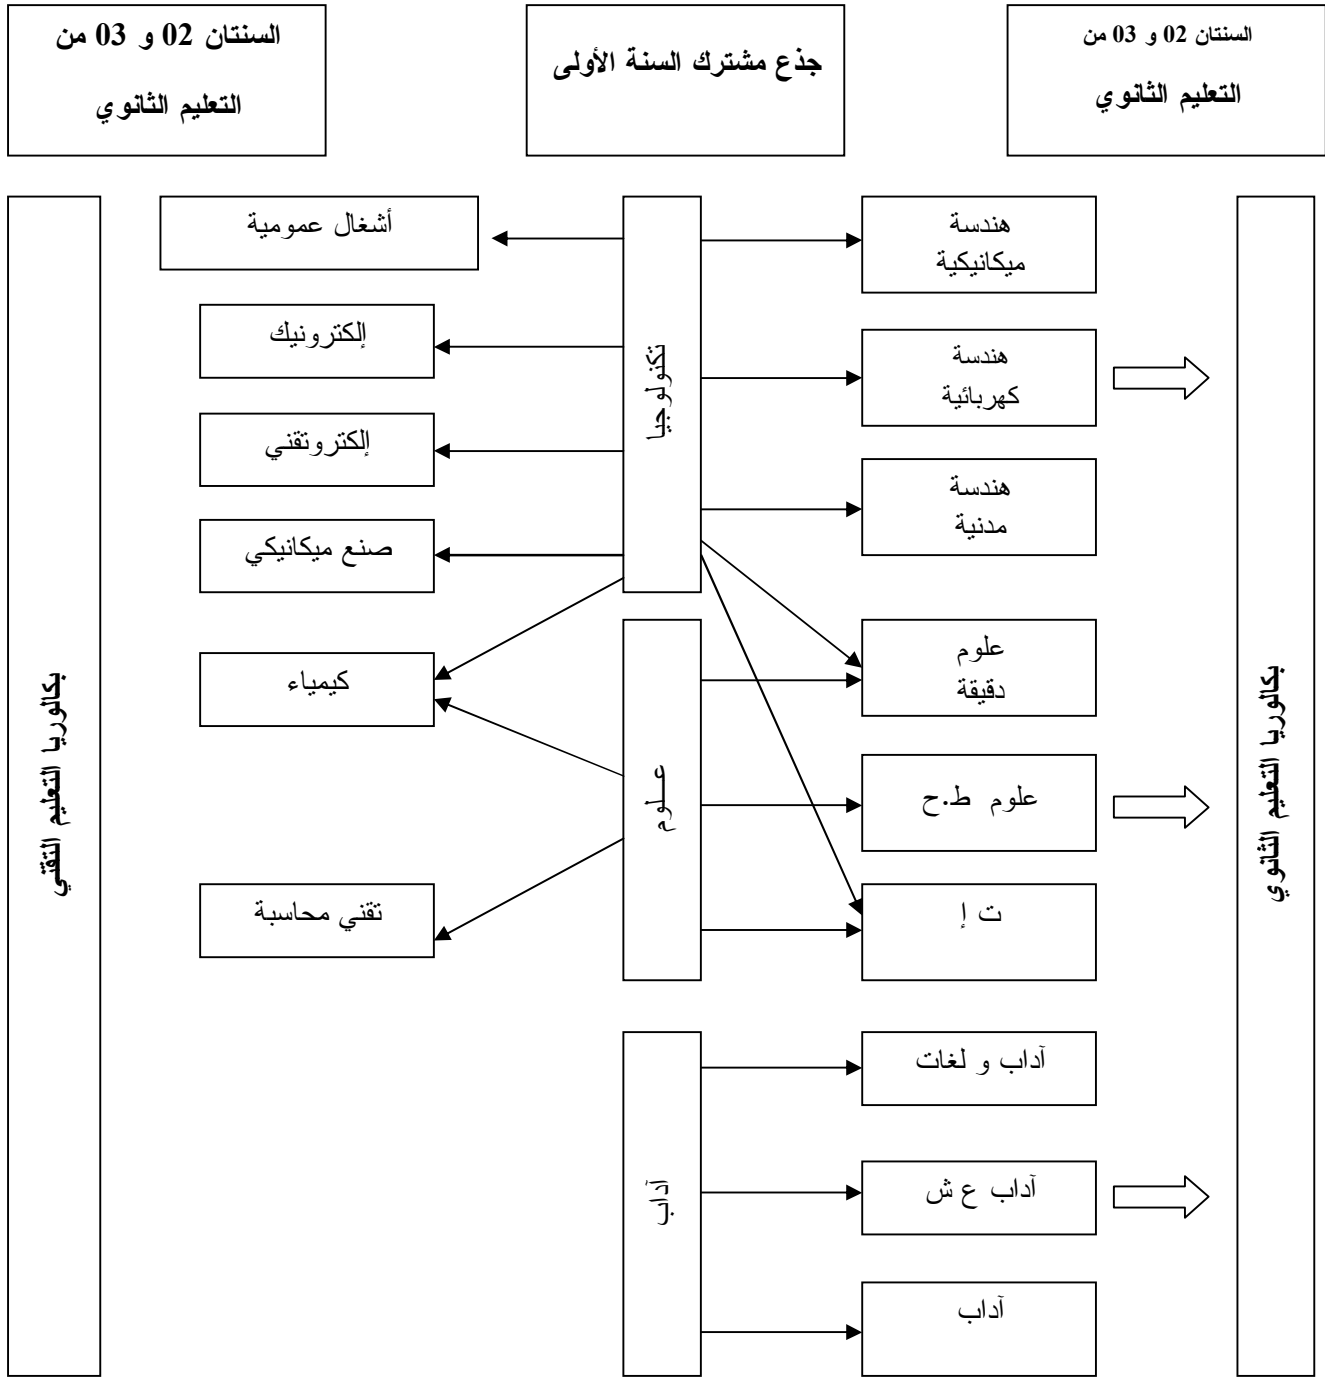 السنتان 02 و 03 من
التعليم الثانوي
جذع مشترك السنة الأولى
السنتان 02 و 03 من
التعليم الثانوي
بكالوريا التعليم الثانوي
هندسة
ميكانيكية
هندسة
كهربائية
هندسة
مدنية
علوم
دقيقة
علوم ط.ح
ت إ
آداب و لغات
آداب ع ش
آداب
تكنولوجيا
عـلوم
آداب
أشغال عمومية
إلكترونيك
إلكتروتقني
صنع ميكانيكي
كيمياء
تقني محاسبة
بكالوريا التعليم التقني